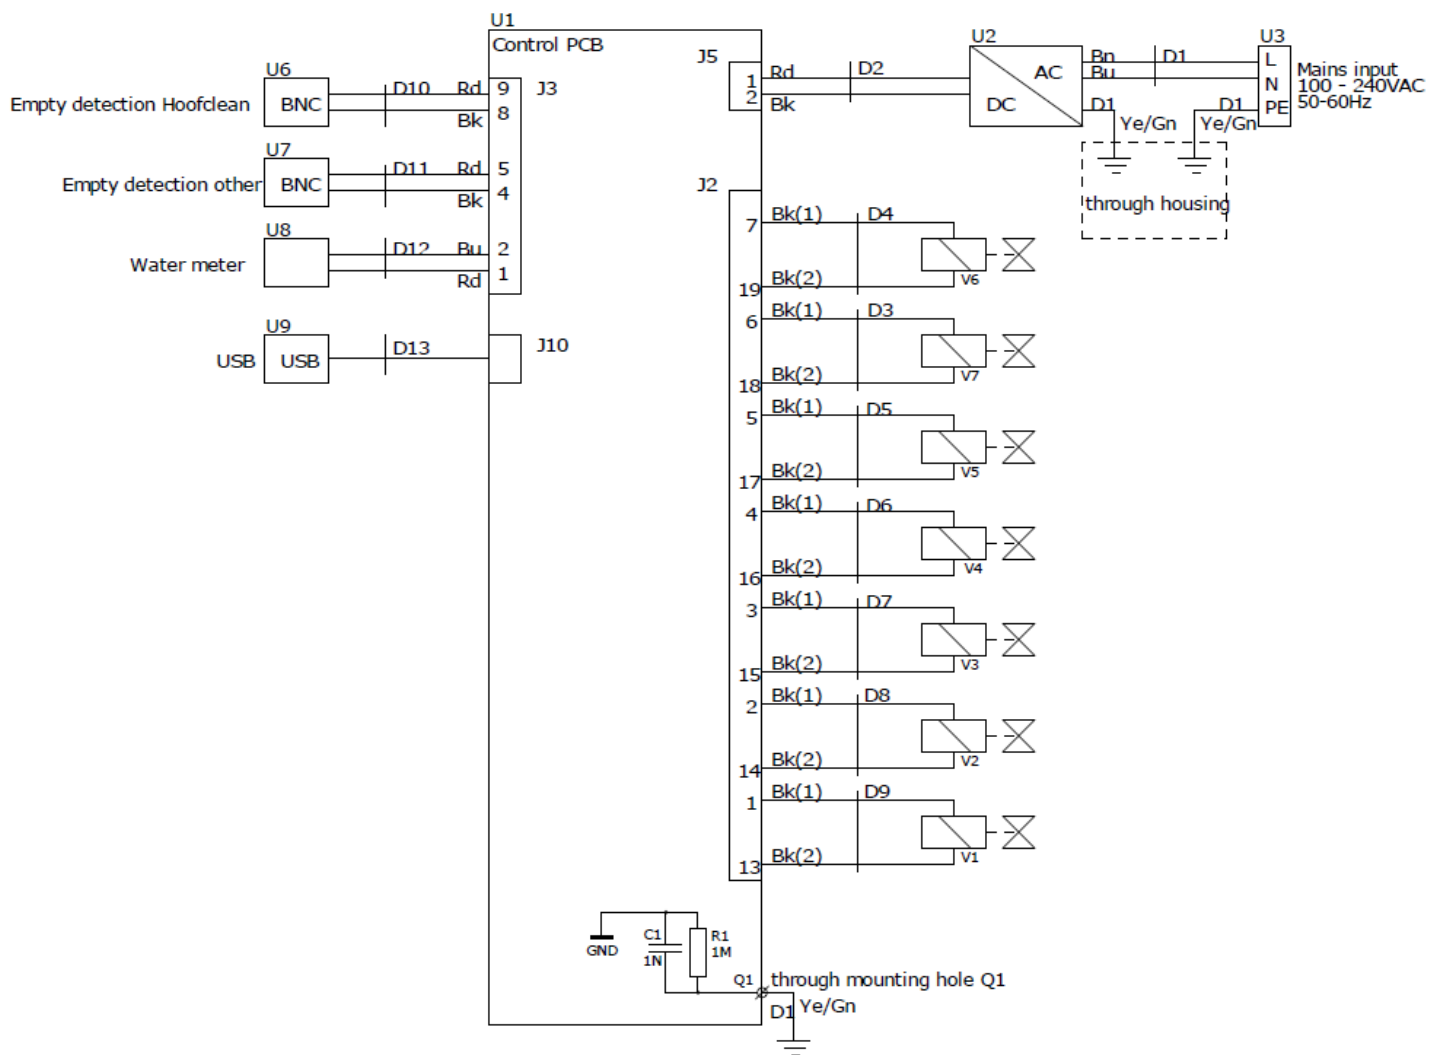 U1
Control PCB
U6
Empty detection Hoofclean
BNC
D10
Rd
9
J3
Bk
8
U7
Empty detection other
BNC
D11
Rd
5
Bk
4
U8
Water meter
D12
Bu
2
Rd
1
U9
USB
USB
D13
J10
J5
1
Rd
D2
2
Bk
U2
AC
DC
Bn
D1
Bu
D1
Ye/Gn
U3
L
N
PE
Mains input
100 - 240VAC
50-60Hz
D1
Ye/Gn
through housing
J2
7
Bk(1)
D4
19
Bk(2)
V6
6
Bk(1)
D3
18
Bk(2)
V7
5
Bk(1)
D5
17
Bk(2)
V5
4
Bk(1)
D6
16
Bk(2)
V4
3
Bk(1)
D7
15
Bk(2)
V3
2
Bk(1)
D8
14
Bk(2)
V2
1
Bk(1)
D9
13
Bk(2)
V1
GND
C1
1N
R1
1M
Q1
through mounting hole Q1
D1
Ye/Gn